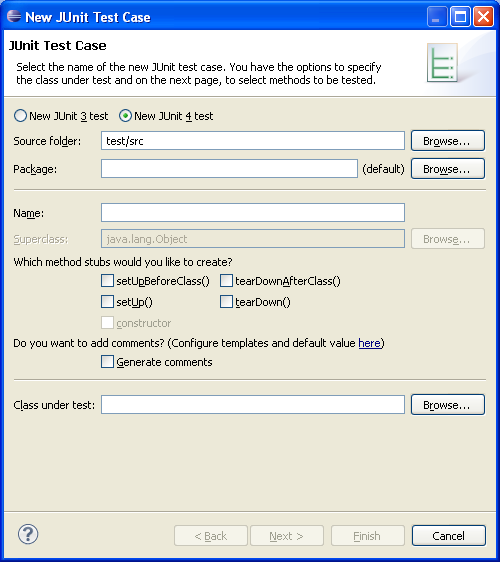 New JUnit Test Case
JUnit Test Case
Select the name of the new JUnit test case. You have the options to specify
the class under test and on the next page, to select methods to be tested.
New JUnit 3 test New JUnit 4 test
Source folder: test/src Browse...
Package: (default) Browse...
Name:
Superclass: java.lang.Object Browse...
Which method stubs would you like to create?
setUpBeforeClass() tearDownAfterClass()
setUp() tearDown()
constructor
Do you want to add comments? (Configure templates and default value here)
Generate comments
Class under test: Browse...
? < Back Next > Finish Cancel